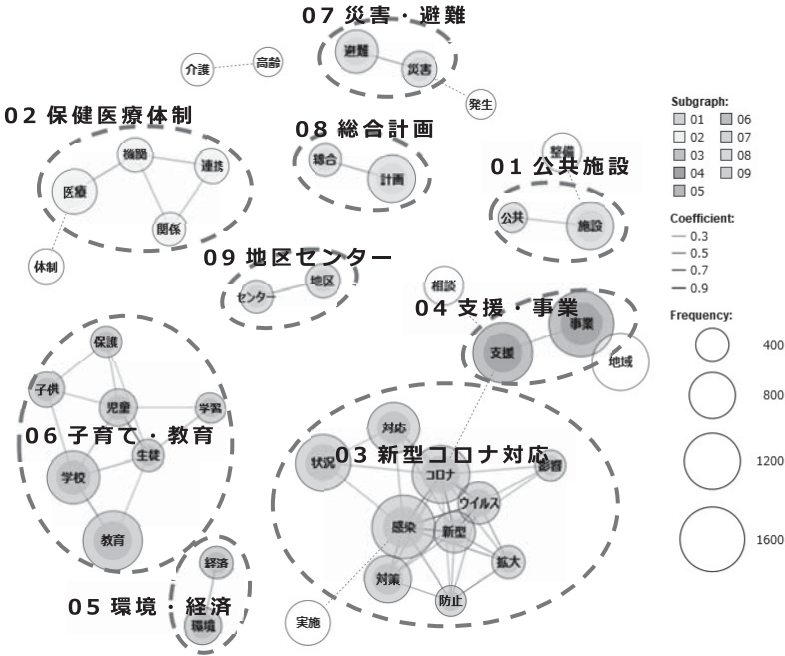 07 災害・避難
避難
災害
介護
高齢
発生
02 保健医療体制
機関
連携
医療
関係
体制
08 総合計画
総合
計画
整備
01 公共施設
公共
施設
09 地区センター
地区
センター
相談
04 支援・事業
事業
支援
地域
保護
子供
児童
学習
06 子育て・教育
生徒
学校
教育
対応
03 新型コロナ対応
状況
コロナ
影響
ウイルス
感染
新型
拡大
対策
防止
実施
経済
05 環境・経済
環境
Subgraph:
01 06
02 07
03 08
04 09
05
Coefficient:
0.3
0.5
0.7
0.9
Frequency:
400
800
1200
1600